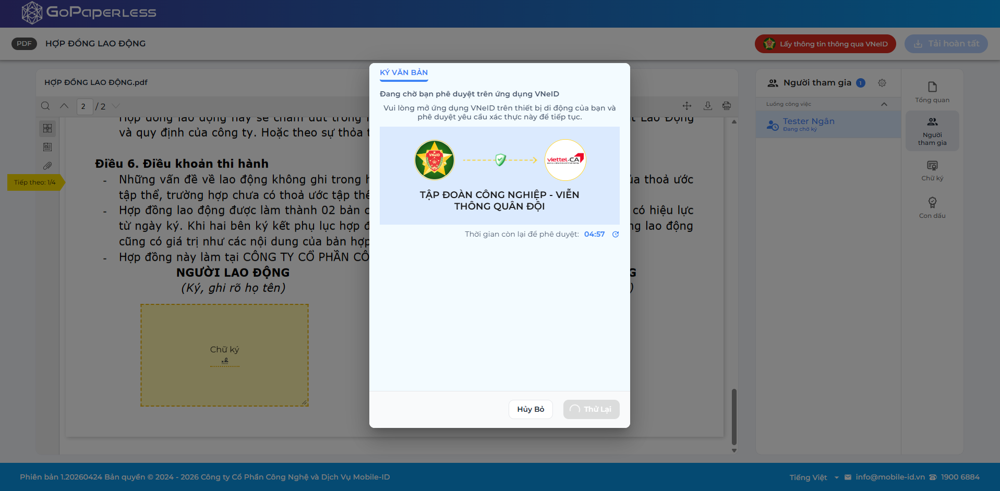 GoPaperless
PDF
HỢP ĐỒNG LAO ĐỘNG
Lấy thông tin thông qua VNeID
Tải hoàn tất
HỢP ĐỒNG LAO ĐỘNG.pdf
2 / 2
Hợp đồng lao động này sẽ chấm dứt trong
Lao Động
và quy định của công ty. Hoặc theo sự thỏa
Điều 6. Điều khoản thi hành
- Những vấn đề về lao động không ghi trong
thoả ước
tập thể, trường hợp chưa có thoả ước tập thể
- Hợp đồng lao động được làm thành 02 bản
có hiệu lực
từ ngày ký. Khi hai bên ký kết phụ lục hợp
lao động
cũng có giá trị như các nội dung của bản hợp
- Hợp đồng này làm tại CÔNG TY CỔ PHẦN
NGƯỜI LAO ĐỘNG
(Ký, ghi rõ họ tên)
Tiếp theo: 1/4
Chữ ký
KÝ VĂN BẢN
Đang chờ bạn phê duyệt trên ứng dụng VNeID
Vui lòng mở ứng dụng VNeID trên thiết bị di động của bạn và
phê duyệt yêu cầu xác thực này để tiếp tục.
VNeID
viettel-CA
TẬP ĐOÀN CÔNG NGHIỆP - VIỄN
THÔNG QUÂN ĐỘI
Thời gian còn lại để phê duyệt: 04:57
Hủy Bỏ
Thử Lại
Người tham gia 1
Luồng công việc
Tester Ngân
Đang chờ ký
Tổng quan
Người
tham gia
Chữ ký
Con dấu
Phiên bản 1.20260424 Bản quyền © 2024 - 2026 Công ty Cổ Phần Công Nghệ và Dịch Vụ Mobile-ID
Tiếng Việt
info@mobile-id.vn
1900 6884